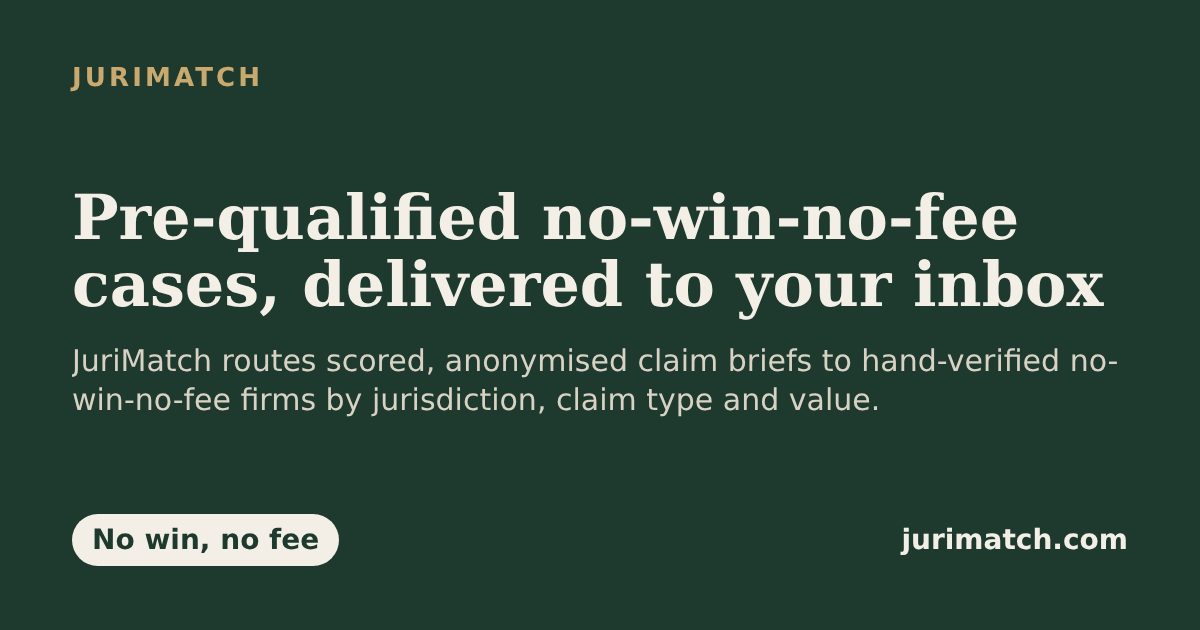 JURIMATCH
Pre-qualified no-win-no-fee
cases, delivered to your inbox
JuriMatch routes scored, anonymised claim briefs to hand-verified no-
win-no-fee firms by jurisdiction, claim type and value.
No win, no fee
jurimatch.com